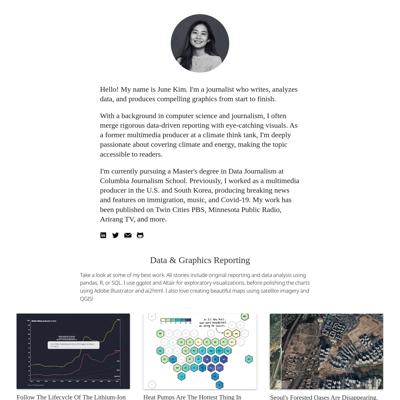 Hello! My name is June Kim. I'm a journalist who writes, analyzes
data, and produces compelling graphics from start to finish.
With a background in computer science and journalism, I often
merge rigorous data-driven reporting with eye-catching visuals. As
a former multimedia producer at a climate think tank, I'm deeply
passionate about covering climate and energy, making the topic
accessible to readers.
I'm currently pursuing a Master's degree in Data Journalism at
Columbia Journalism School. Previously, I worked as a multimedia
producer in the U.S. and South Korea, producing breaking news
and features on immigration, music, and Covid-19. My work has
been published on Twin Cities PBS, Minnesota Public Radio,
Arirang TV, and more.
Data & Graphics Reporting
Take a look at some of my best work. All stories include original reporting and data analysis using
pandas, R, or SQL. I use ggplot and Altair for exploratory visualizations, before polishing the charts
using Adobe Illustrator and ai2html. I also love creating beautiful maps using satellite imagery and
QGIS!
Follow The Lifecycle Of The Lithium-Ion
Heat Pumps Are The Hottest Thing In
Seoul's Forested Oases Are Disappearing.